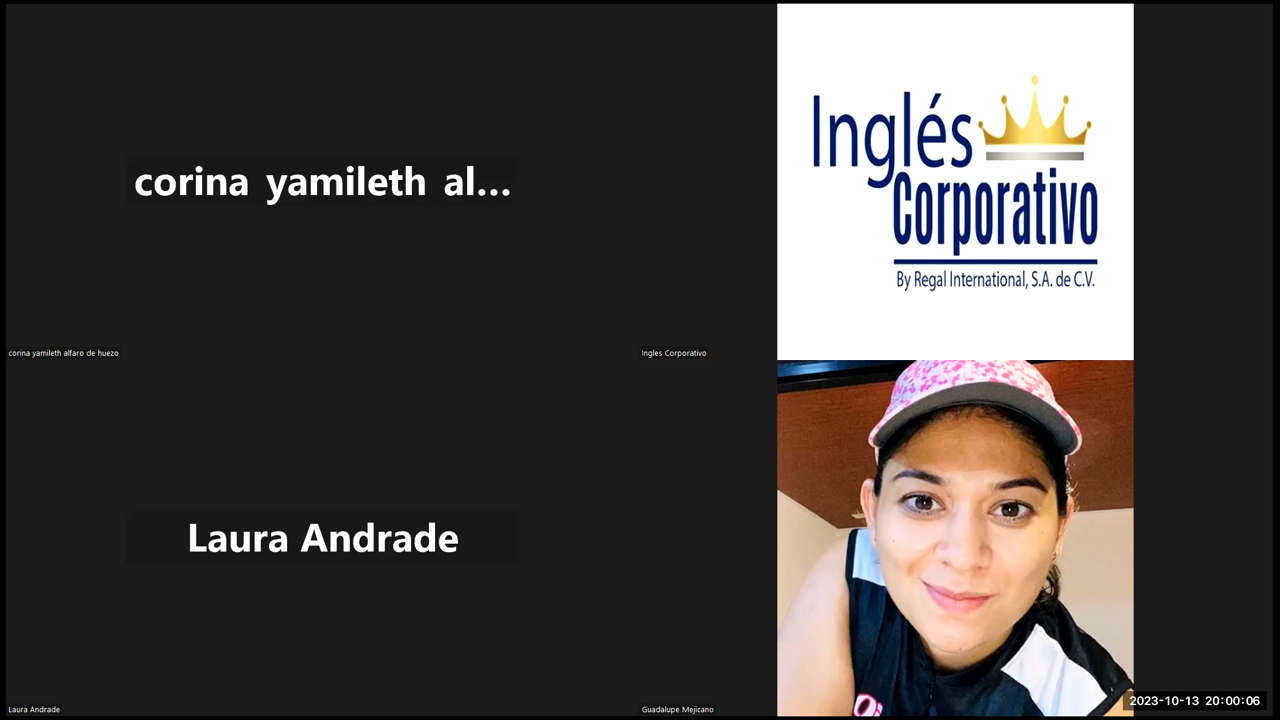 corina yamileth al...
Inglés
Corporativo
By Regal International, S.A. de C.V.
corina yamileth alfaro de huezo
Ingles Corporativo
Laura Andrade
Laura Andrade
Guadalupe Mejicano
2023-10-13 20:00:06